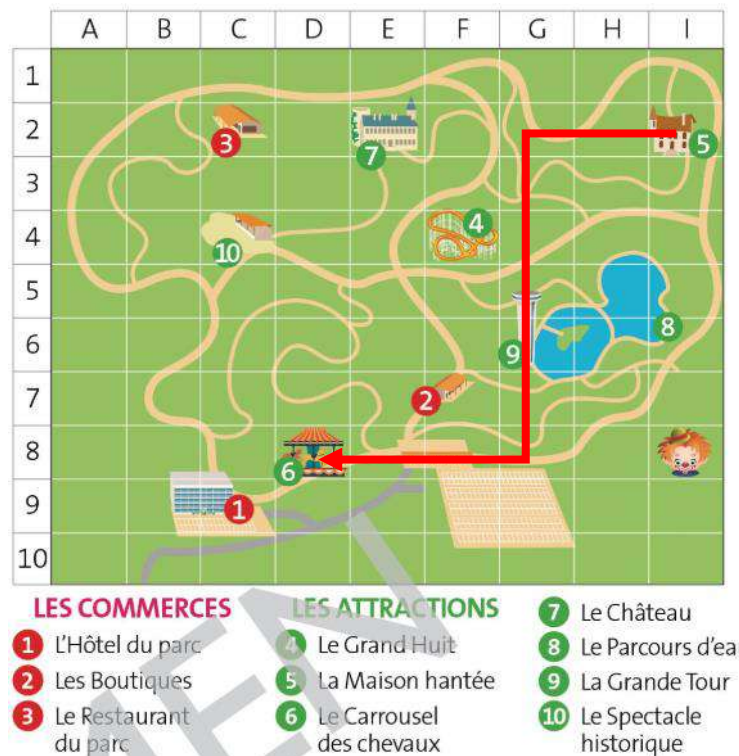 A B C D E F G H I
1
2
3
4
5
6
7
8
9
10
3
7
5
4
10
8
9
2
6
1
LES COMMERCES
1 L'Hôtel du parc
2 Les Boutiques
3 Le Restaurant
du parc
LES ATTRACTIONS
4 Le Grand Huit
5 La Maison hantée
6 Le Carrousel
des chevaux
7 Le Château
8 Le Parcours d'ea
9 La Grande Tour
10 Le Spectacle
historique